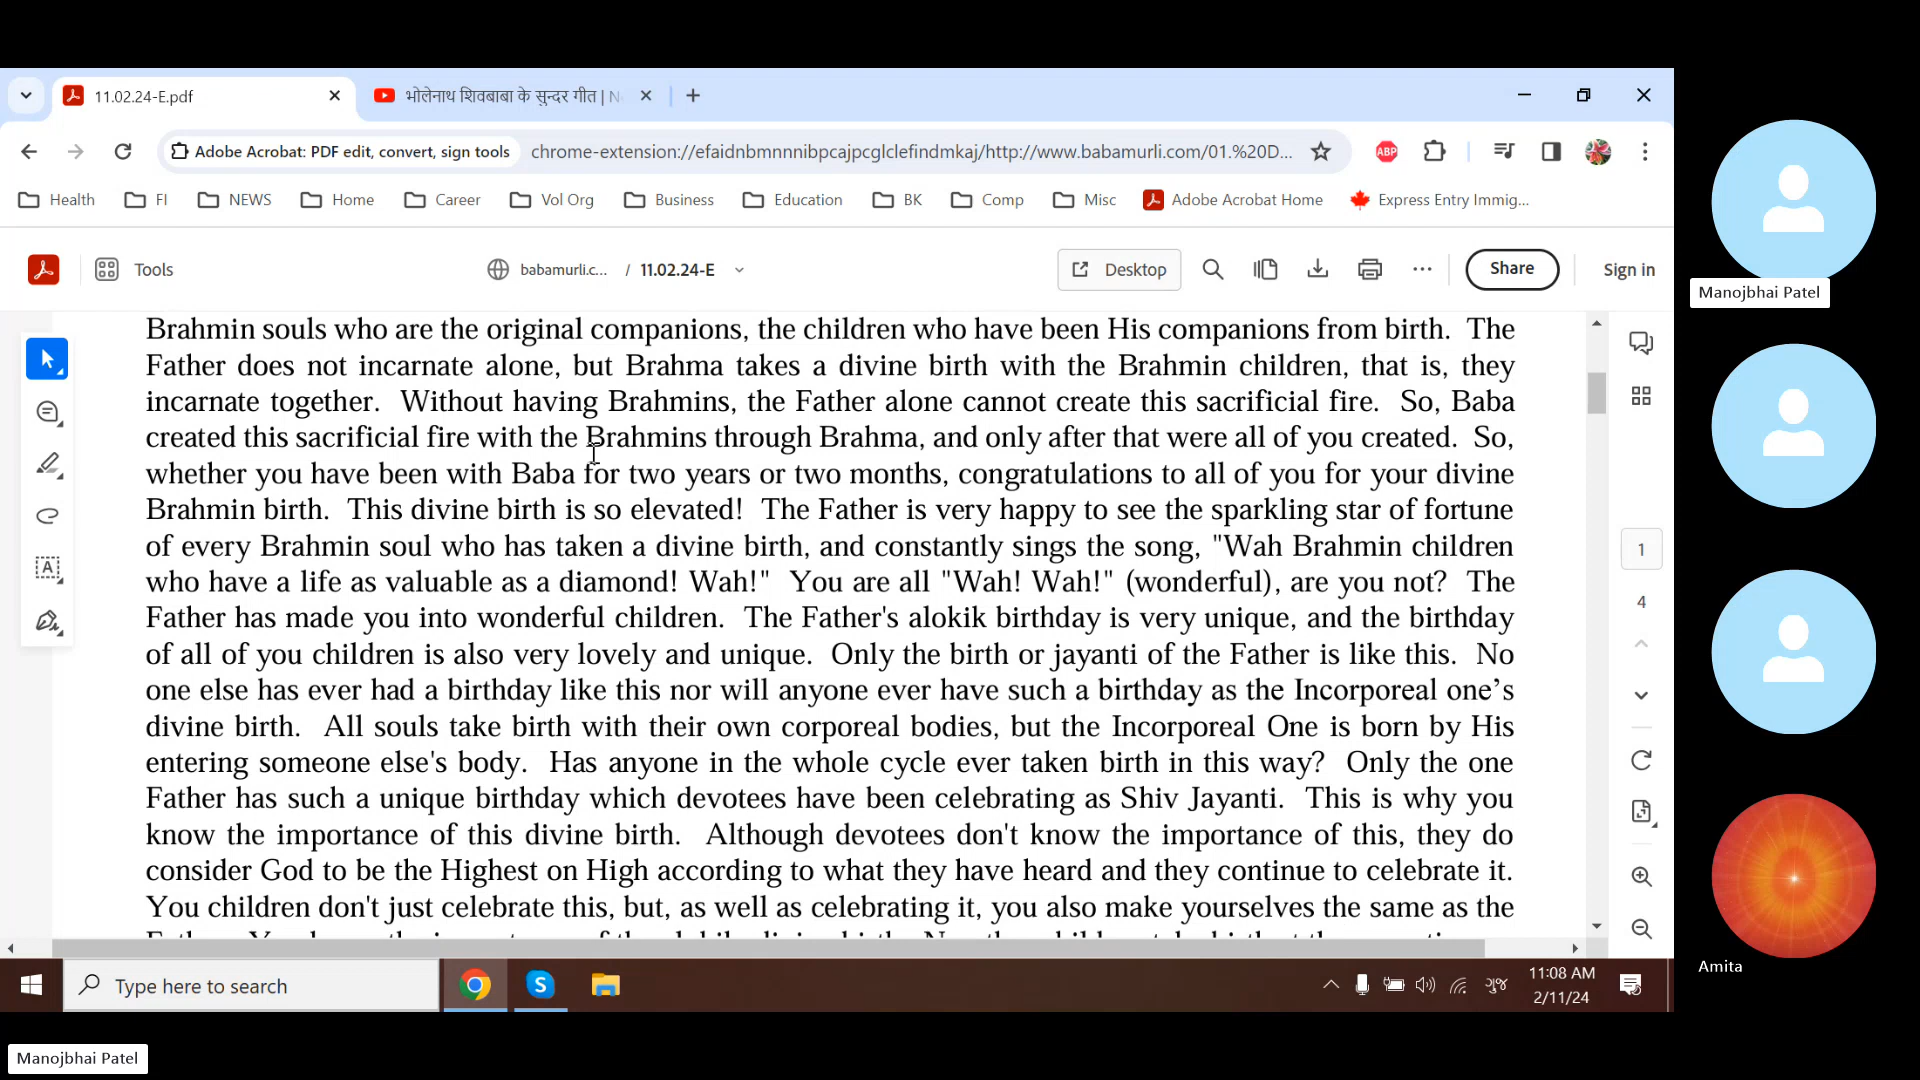 11.02.24-E.pdf
भोलेनाथ शिवबाबा के सुन्दर गीत |
Adobe Acrobat: PDF edit, convert, sign tools
chrome-extension://efaidnbmnnnibpcajpcglclefindmkaj/http://www.babamurli.com/01.%20D...
ABP
Health
FI
NEWS
Home
Career
Vol Org
Business
Education
BK
Comp
Misc
Adobe Acrobat Home
Express Entry Immig...
Tools
babamurli.c... / 11.02.24-E
Desktop
Share
Sign in
Brahmin souls who are the original companions, the children who have been His companions from birth. The
Father does not incarnate alone, but Brahma takes a divine birth with the Brahmin children, that is, they
incarnate together. Without having Brahmins, the Father alone cannot create this sacrificial fire. So, Baba
created this sacrificial fire with the Brahmins through Brahma, and only after that were all of you created. So,
whether you have been with Baba for two years or two months, congratulations to all of you for your divine
Brahmin birth. This divine birth is so elevated! The Father is very happy to see the sparkling star of fortune
of every Brahmin soul who has taken a divine birth, and constantly sings the song, "Wah Brahmin children
who have a life as valuable as a diamond! Wah!" You are all "Wah! Wah!" (wonderful), are you not? The
Father has made you into wonderful children. The Father's alokik birthday is very unique, and the birthday
of all of you children is also very lovely and unique. Only the birth or jayanti of the Father is like this. No
one else has ever had a birthday like this nor will anyone ever have such a birthday as the Incorporeal one’s
divine birth. All souls take birth with their own corporeal bodies, but the Incorporeal One is born by His
entering someone else's body. Has anyone in the whole cycle ever taken birth in this way? Only the one
Father has such a unique birthday which devotees have been celebrating as Shiv Jayanti. This is why you
know the importance of this divine birth. Although devotees don't know the importance of this, they do
consider God to be the Highest on High according to what they have heard and they continue to celebrate it.
You children don't just celebrate this, but, as well as celebrating it, you also make yourselves the same as the
1
4
Type here to search
ગુજ
11:08 AM
2/11/24
Manojbhai Patel
Amita
Manojbhai Patel